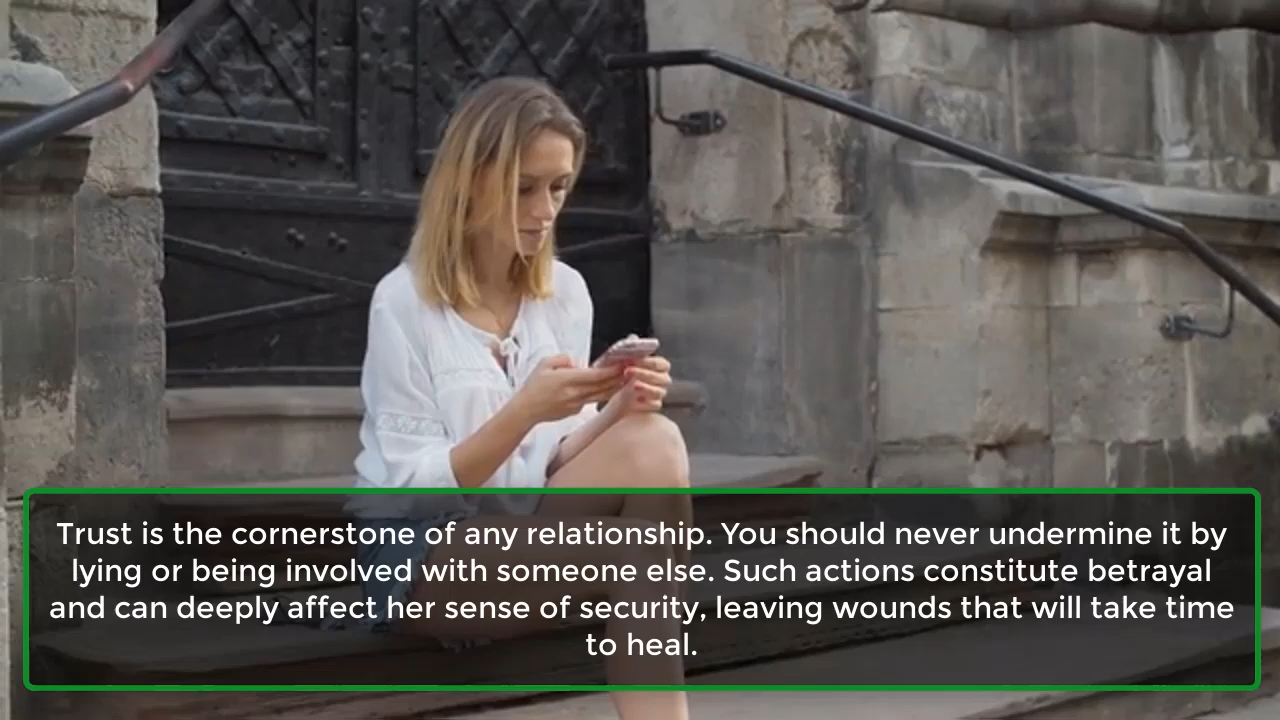 Trust is the cornerstone of any relationship. You should never undermine it by
lying or being involved with someone else. Such actions constitute betrayal
and can deeply affect her sense of security, leaving wounds that will take time
to heal.